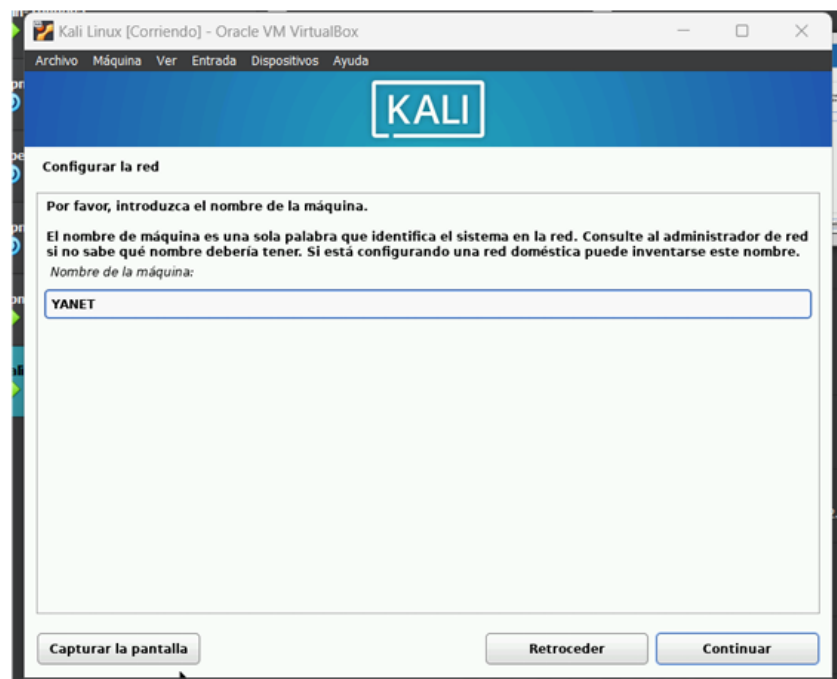 Kali Linux [Corriendo] - Oracle VM VirtualBox
Archivo Máquina Ver Entrada Dispositivos Ayuda
KALI
Configurar la red
Por favor, introduzca el nombre de la máquina.
El nombre de máquina es una sola palabra que identifica el sistema en la red. Consulte al administrador de red
si no sabe qué nombre debería tener. Si está configurando una red doméstica puede inventarse este nombre.
Nombre de la máquina:
YANET
Capturar la pantalla Retroceder Continuar